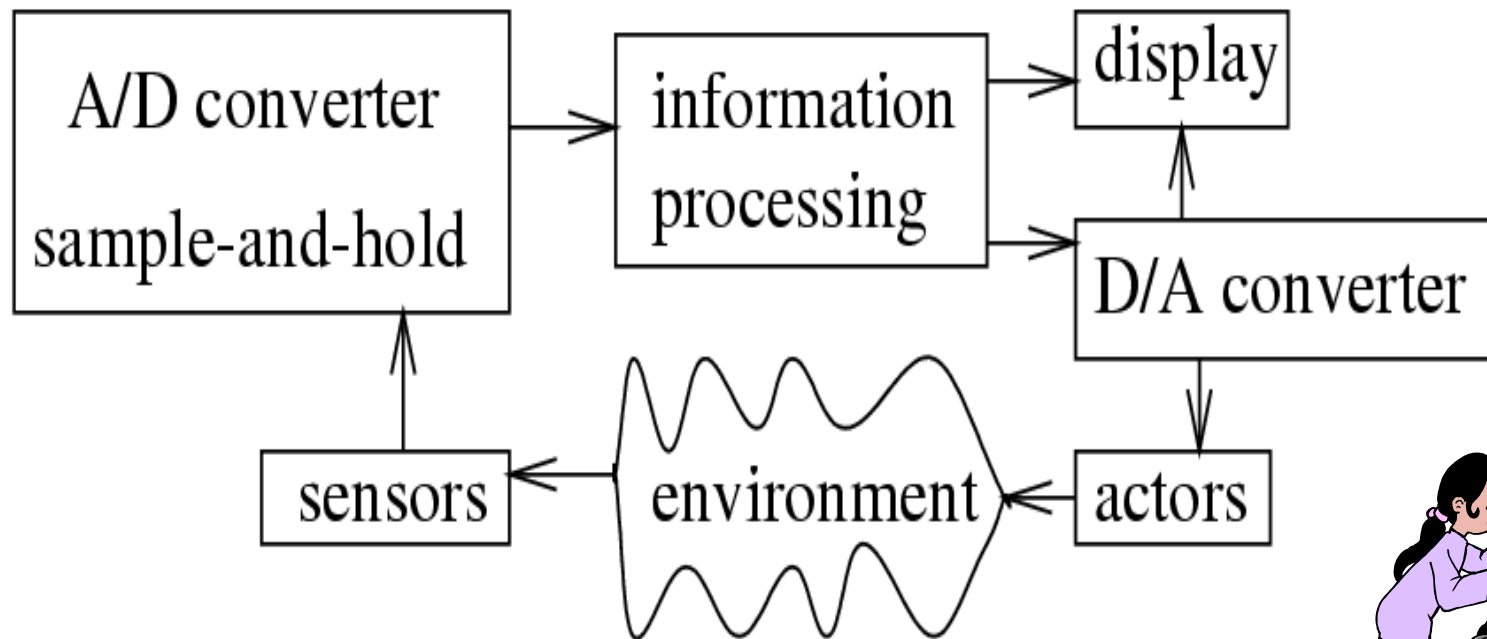 A/D converter
sample-and-hold
information
processing
display
D/A converter
sensors
environment
actors